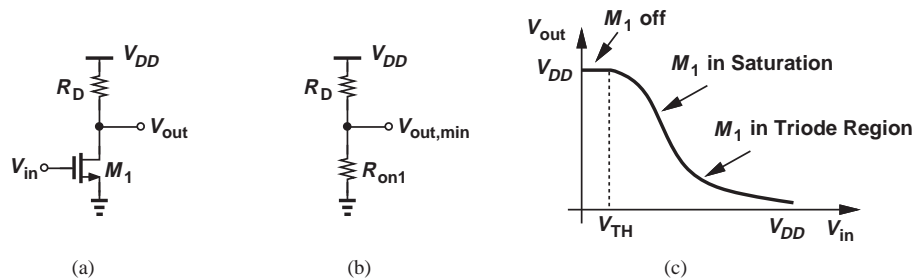 V_DD
R_D
V_out
V_in
M_1
(a)
V_DD
R_D
V_out,min
R_on1
(b)
V_out
M_1 off
V_DD
M_1 in Saturation
M_1 in Triode Region
V_TH
V_DD
V_in
(c)